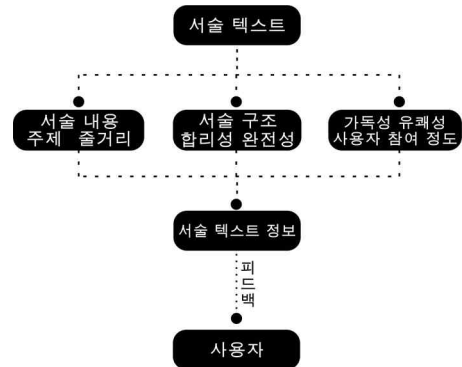 서술 텍스트
서술 내용
주제 줄거리
서술 구조
합리성 완전성
가독성 유쾌성
사용자 참여 정도
서술 텍스트 정보
피드백
사용자